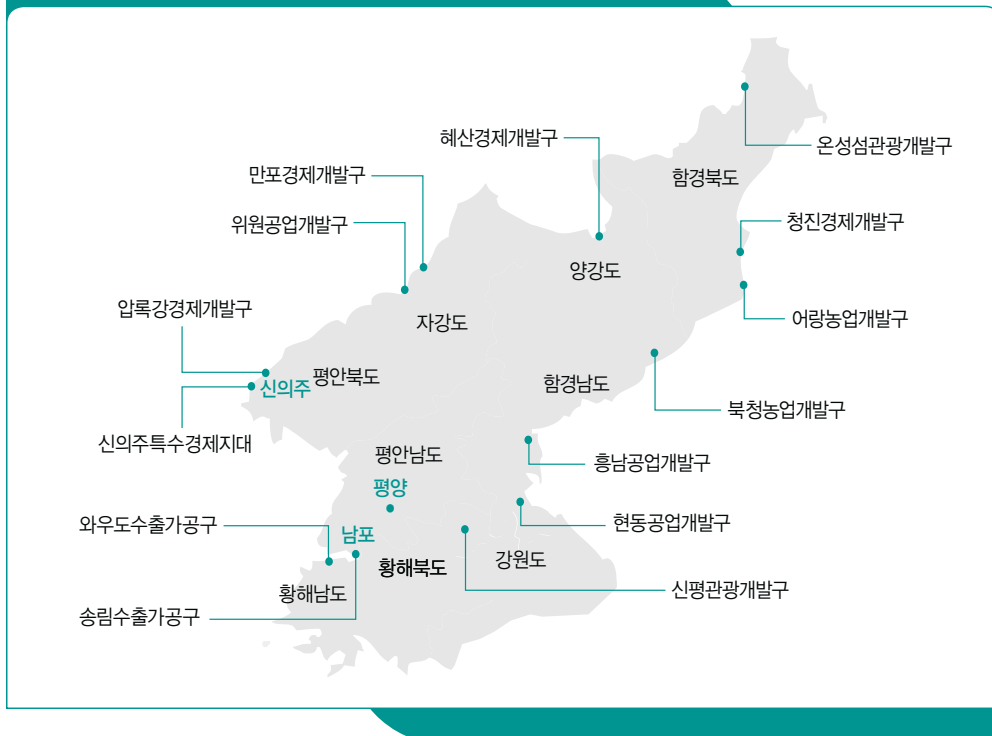 혜산경제개발구
온성섬관광개발구
만포경제개발구
함경북도
위원공업개발구
청진경제개발구
양강도
압록강경제개발구
자강도
어랑농업개발구
신의주
평안북도
함경남도
북청농업개발구
신의주특수경제지대
평안남도
흥남공업개발구
평양
와우도수출가공구
남포
현동공업개발구
강원도
황해북도
황해남도
신평관광개발구
송림수출가공구